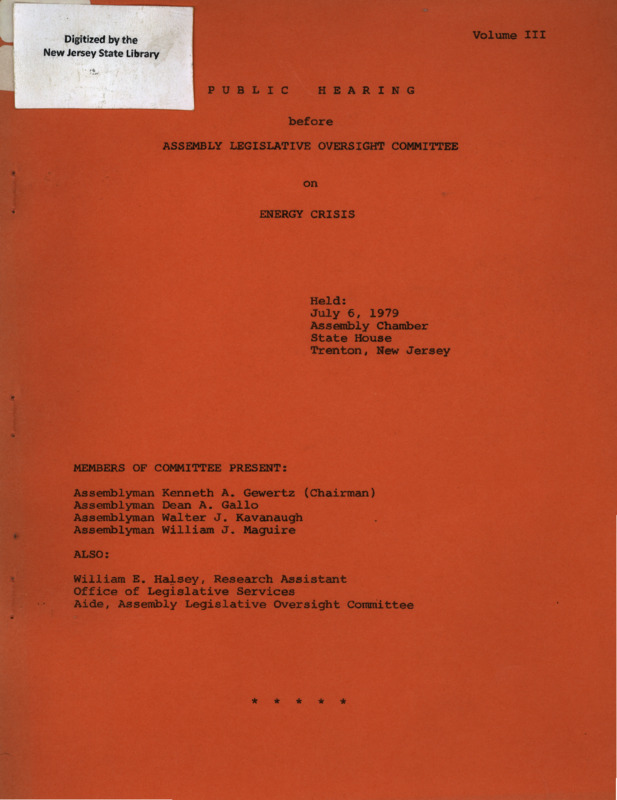 Digitized by the
New Jersey State Library
Volume III
PUBLIC HEARING
before
ASSEMBLY LEGISLATIVE OVERSIGHT COMMITTEE
on
ENERGY CRISIS
Held:
July 6, 1979
Assembly Chamber
State House
Trenton, New Jersey
MEMBERS OF COMMITTEE PRESENT:
Assemblyman Kenneth A. Gewertz (Chairman)
Assemblyman Dean A. Gallo
Assemblyman Walter J. Kavanaugh
Assemblyman William J. Maguire
ALSO:
William E. Halsey, Research Assistant
Office of Legislative Services
Aide, Assembly Legislative Oversight Committee
* * * * *